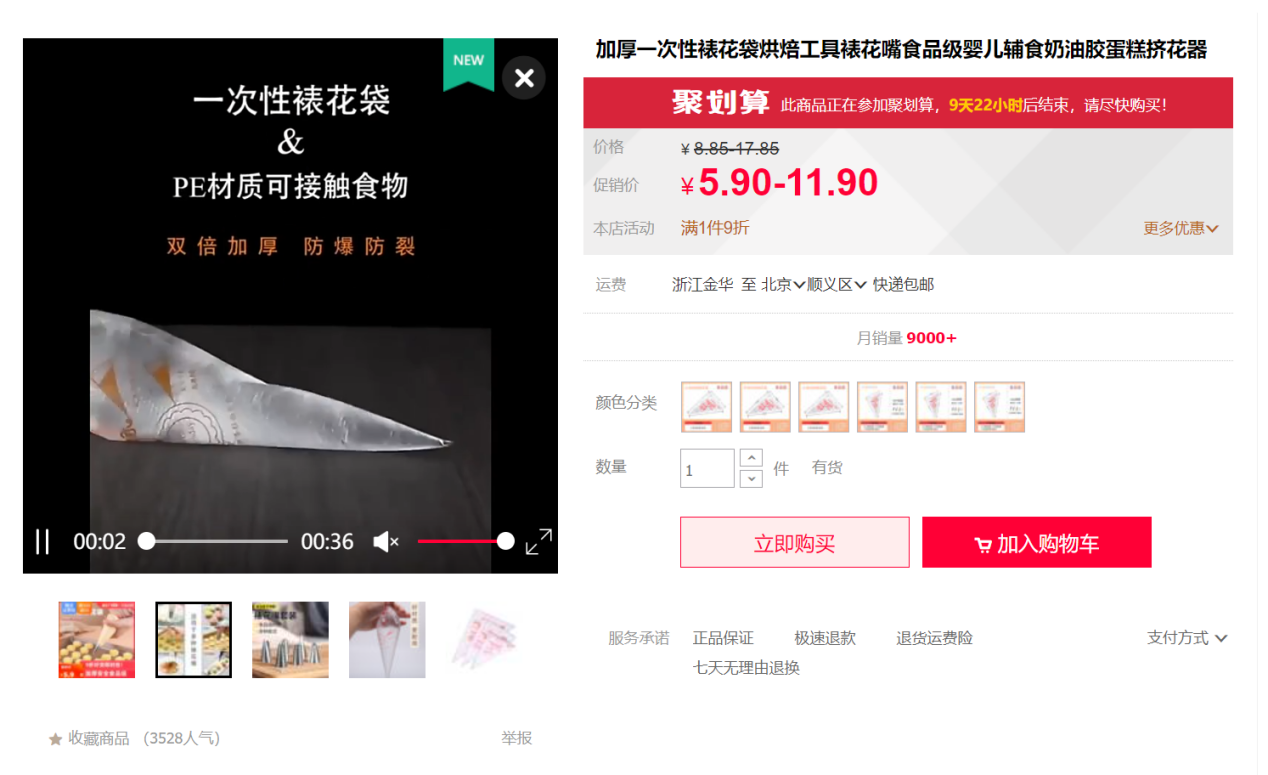 NEW
一次性裱花袋
&
PE材质可接触食物
双倍加厚 防爆防裂
00:02
00:36
收藏商品 (3528人气)
举报
加厚一次性裱花袋烘焙工具裱花嘴食品级婴儿辅食奶油胶蛋糕挤花器
聚划算 此商品正在参加聚划算,9天22小时后结束,请尽快购买!
价格 ¥8.85-17.85
促销价 ¥5.90-11.90
本店活动 满1件9折 更多优惠
运费 浙江金华 至 北京 顺义区 快递包邮
月销量 9000+
颜色分类
数量 1 件 有货
立即购买 加入购物车
服务承诺 正品保证 极速退款 退货运费险 支付方式
七天无理由退换